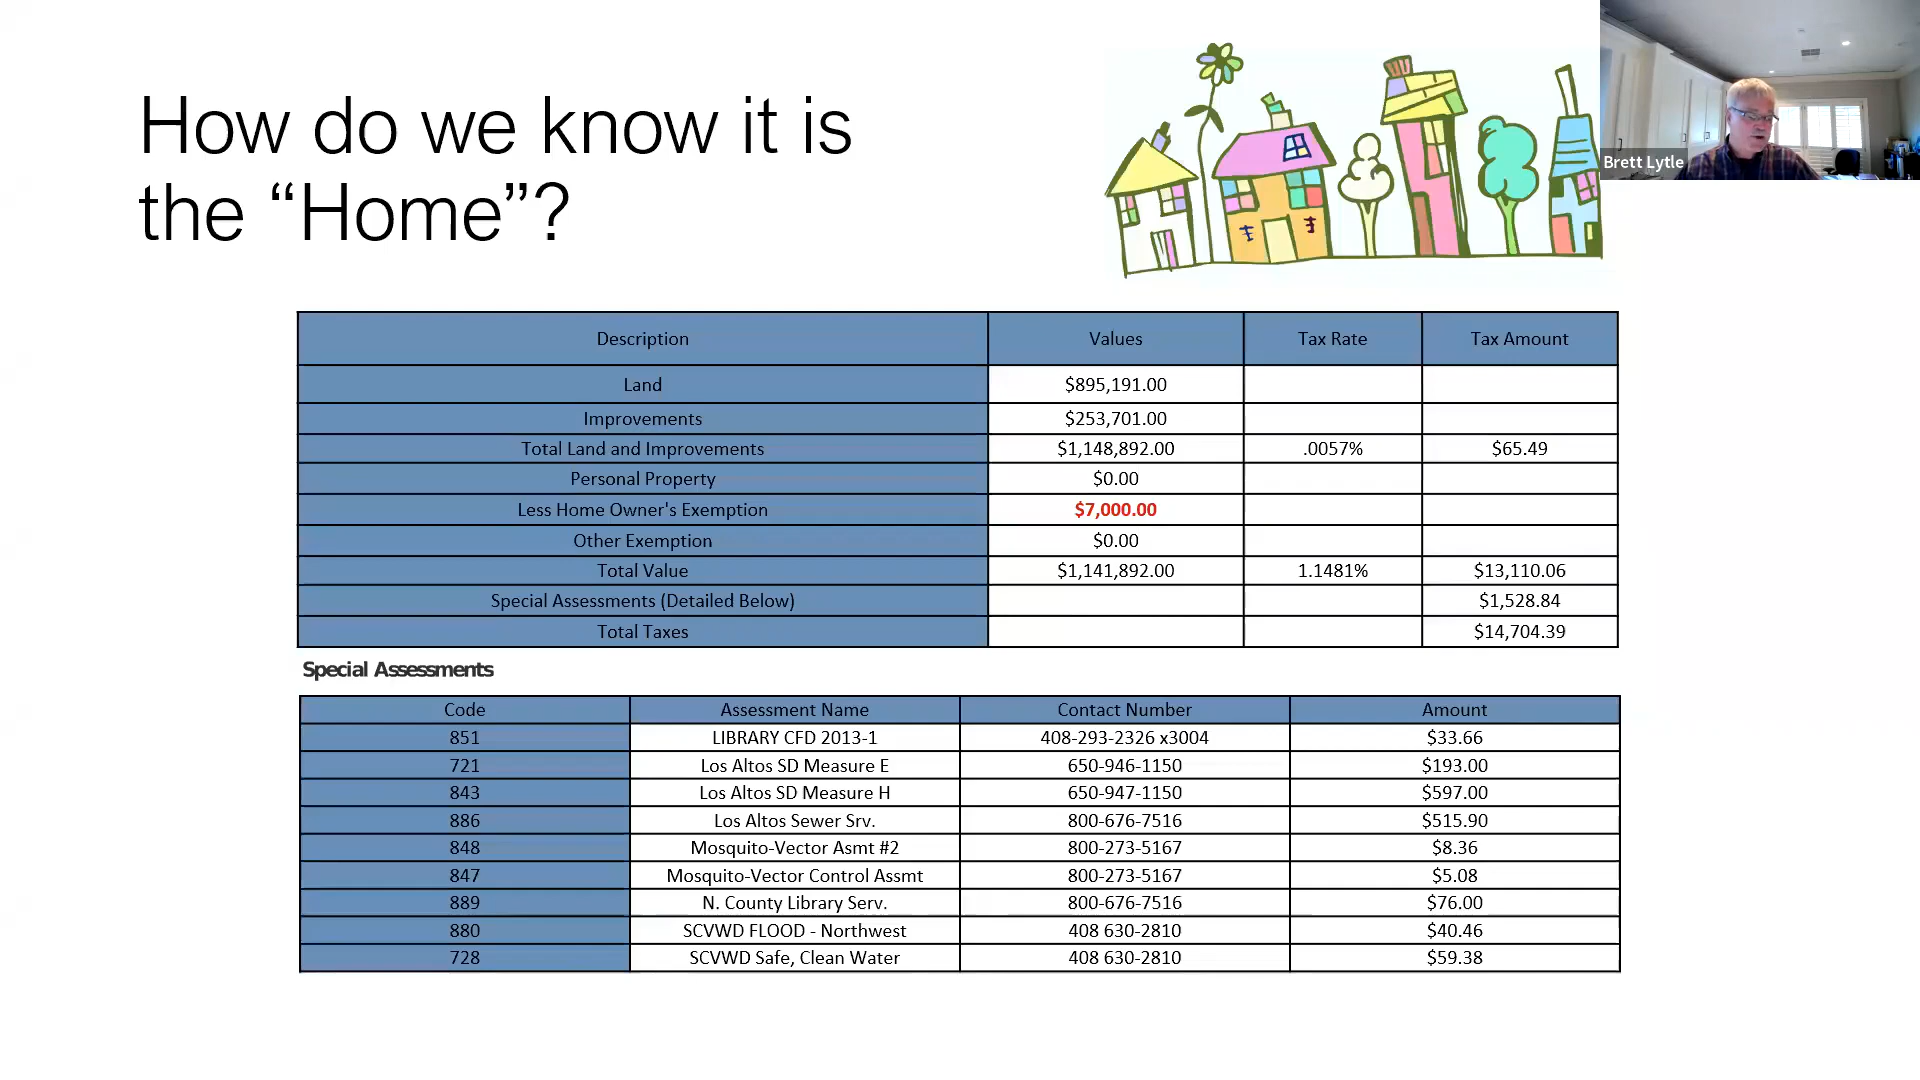 How do we know it is
the “Home”?
Brett Lytle
Description Values Tax Rate Tax Amount
Land $895,191.00
Improvements $253,701.00
Total Land and Improvements $1,148,892.00 .0057% $65.49
Personal Property $0.00
Less Home Owner's Exemption $7,000.00
Other Exemption $0.00
Total Value $1,141,892.00 1.1481% $13,110.06
Special Assessments (Detailed Below) $1,528.84
Total Taxes $14,704.39
Special Assessments
Code Assessment Name Contact Number Amount
851 LIBRARY CFD 2013-1 408-293-2326 x3004 $33.66
721 Los Altos SD Measure E 650-946-1150 $193.00
843 Los Altos SD Measure H 650-947-1150 $597.00
886 Los Altos Sewer Srv. 800-676-7516 $515.90
848 Mosquito-Vector Asmt #2 800-273-5167 $8.36
847 Mosquito-Vector Control Assmt 800-273-5167 $5.08
889 N. County Library Serv. 800-676-7516 $76.00
880 SCVWD FLOOD - Northwest 408 630-2810 $40.46
728 SCVWD Safe, Clean Water 408 630-2810 $59.38